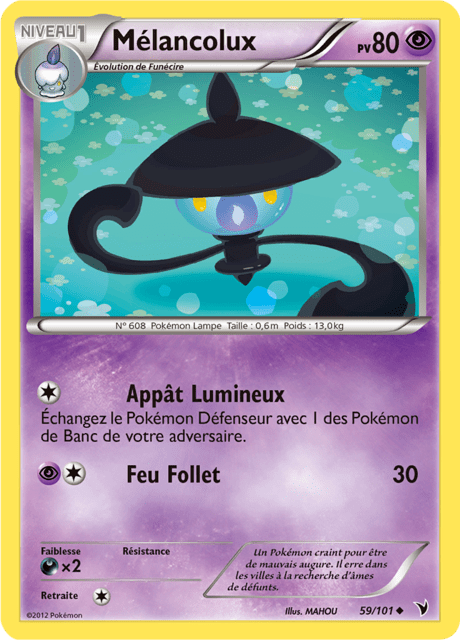 NIVEAU 1
Mélancolux
PV 80
Évolution de Funécire
N° 608 Pokémon Lampe Taille : 0,6m Poids : 13,0kg
Appât Lumineux
Échangez le Pokémon Défenseur avec 1 des Pokémon
de Banc de votre adversaire.
Feu Follet 30
Faiblesse Résistance
×2
Retraite
Un Pokémon craint pour être
de mauvais augure. Il erre dans
les villes à la recherche d'âmes
de défunts.
©2012 Pokémon
Illus. MAHOU 59/101